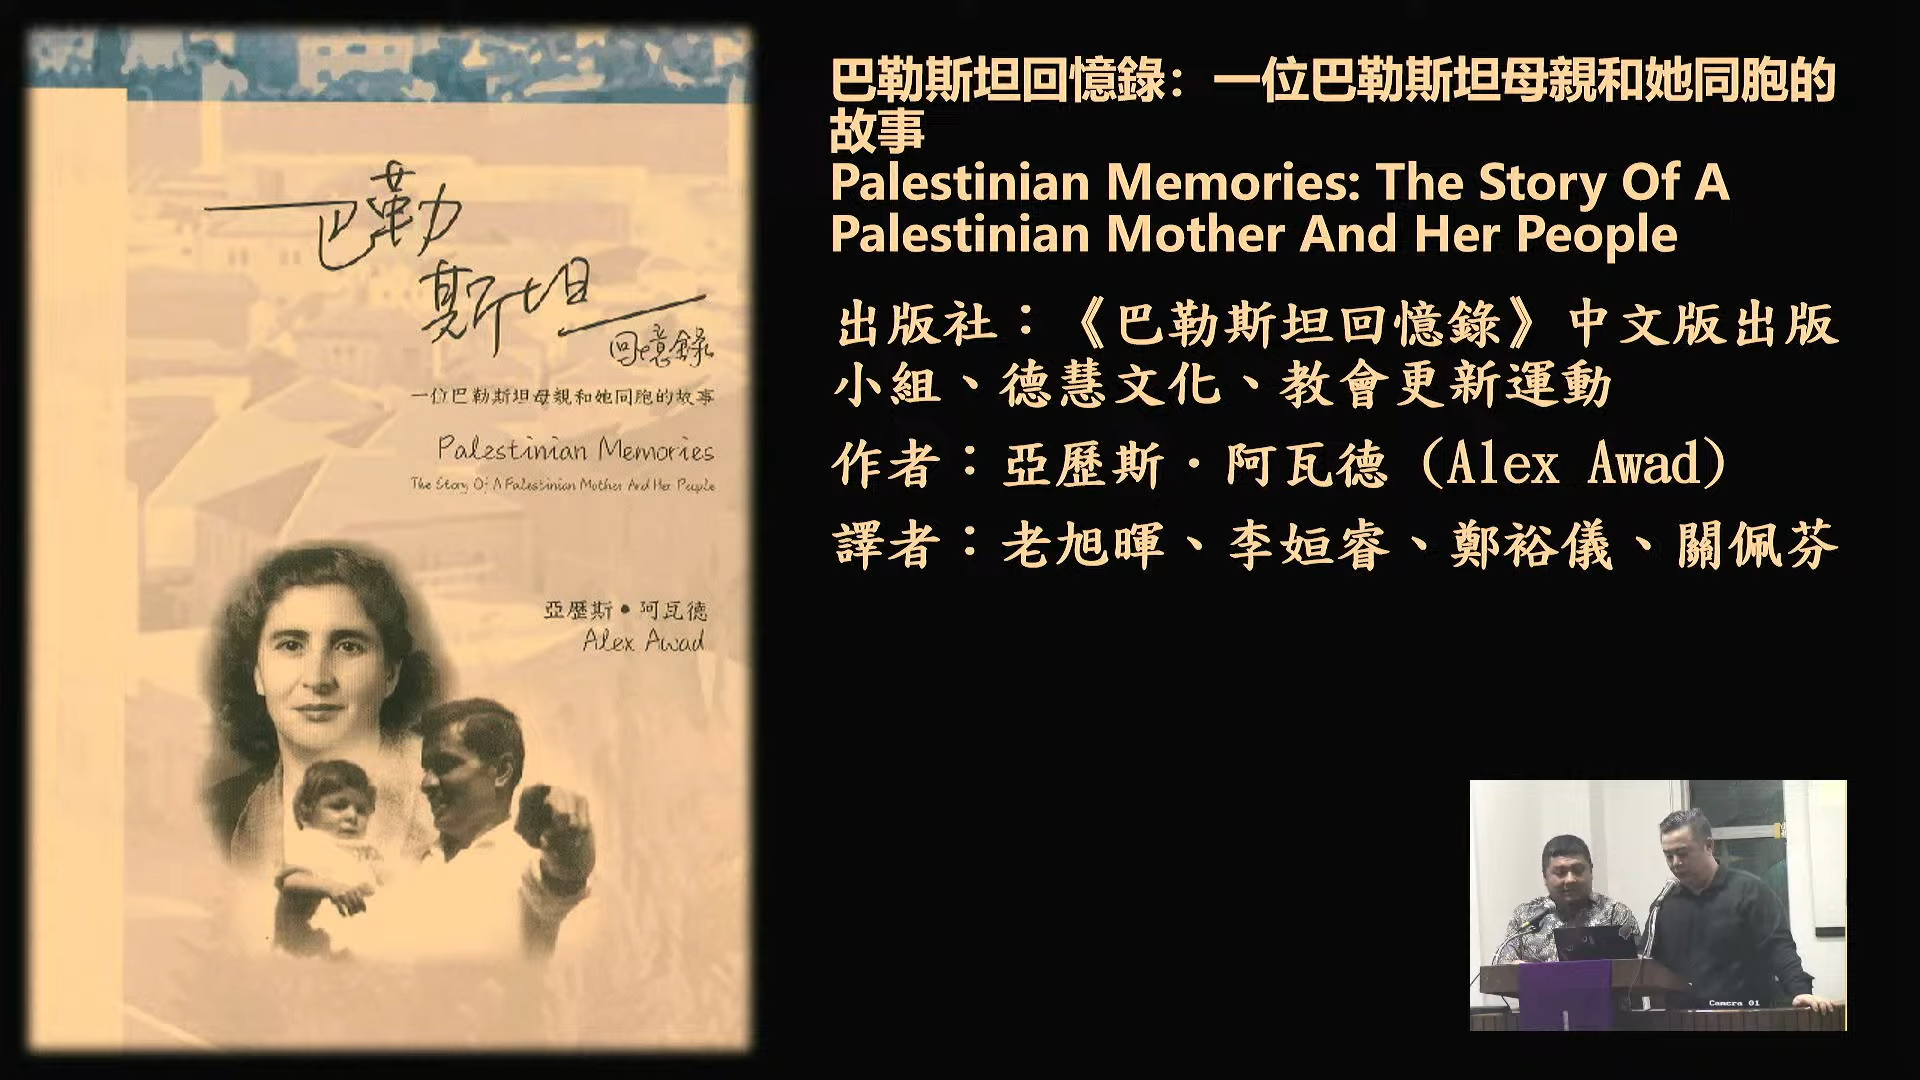 巴勒
斯坦
回憶錄
一位巴勒斯坦母親和她同胞的故事
Palestinian Memories
The Story Of A Palestinian Mother And Her People
亞歷斯•阿瓦德
Alex Awad
巴勒斯坦回憶錄：一位巴勒斯坦母親和她同胞的
故事
Palestinian Memories: The Story Of A
Palestinian Mother And Her People
出版社：《巴勒斯坦回憶錄》中文版出版
小組、德慧文化、教會更新運動
作者：亞歷斯·阿瓦德 (Alex Awad)
譯者：老旭暉、李姮睿、鄭裕儀、關佩芬
Camera 01